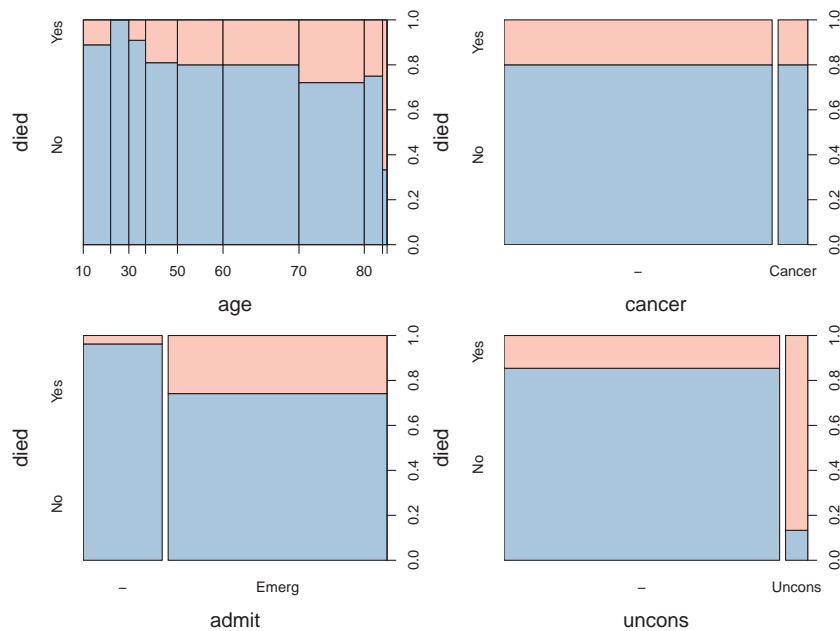 died
Yes
No
0.0 0.2 0.4 0.6 0.8 1.0
10 30 50 60 70 80
age
died
Yes
No
0.0 0.2 0.4 0.6 0.8 1.0
– Cancer
cancer
died
Yes
No
0.0 0.2 0.4 0.6 0.8 1.0
– Emerg
admit
died
Yes
No
0.0 0.2 0.4 0.6 0.8 1.0
– Uncons
uncons